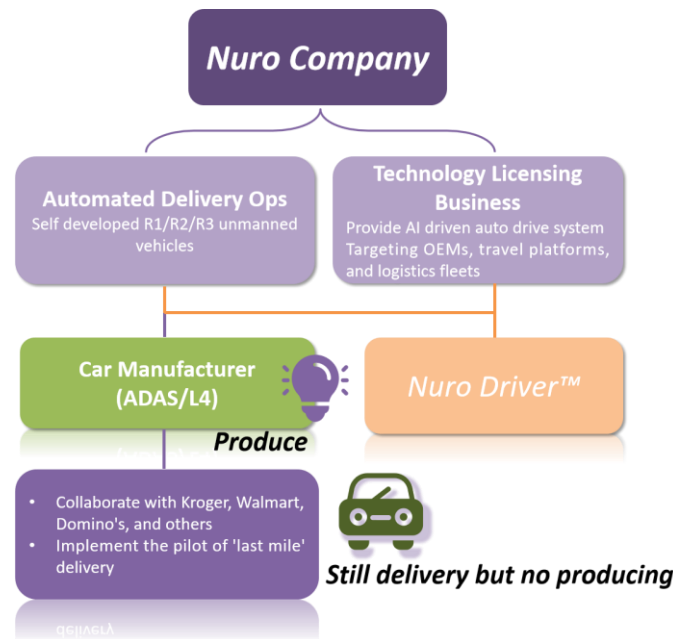 Nuro Company
Automated Delivery Ops
Self developed R1/R2/R3 unmanned
vehicles
Technology Licensing
Business
Provide AI driven auto drive system
Targeting OEMs, travel platforms,
and logistics fleets
Car Manufacturer
(ADAS/L4)
Produce
Nuro Driver™
• Collaborate with Kroger, Walmart,
Domino's, and others
• Implement the pilot of 'last mile'
delivery
Still delivery but no producing